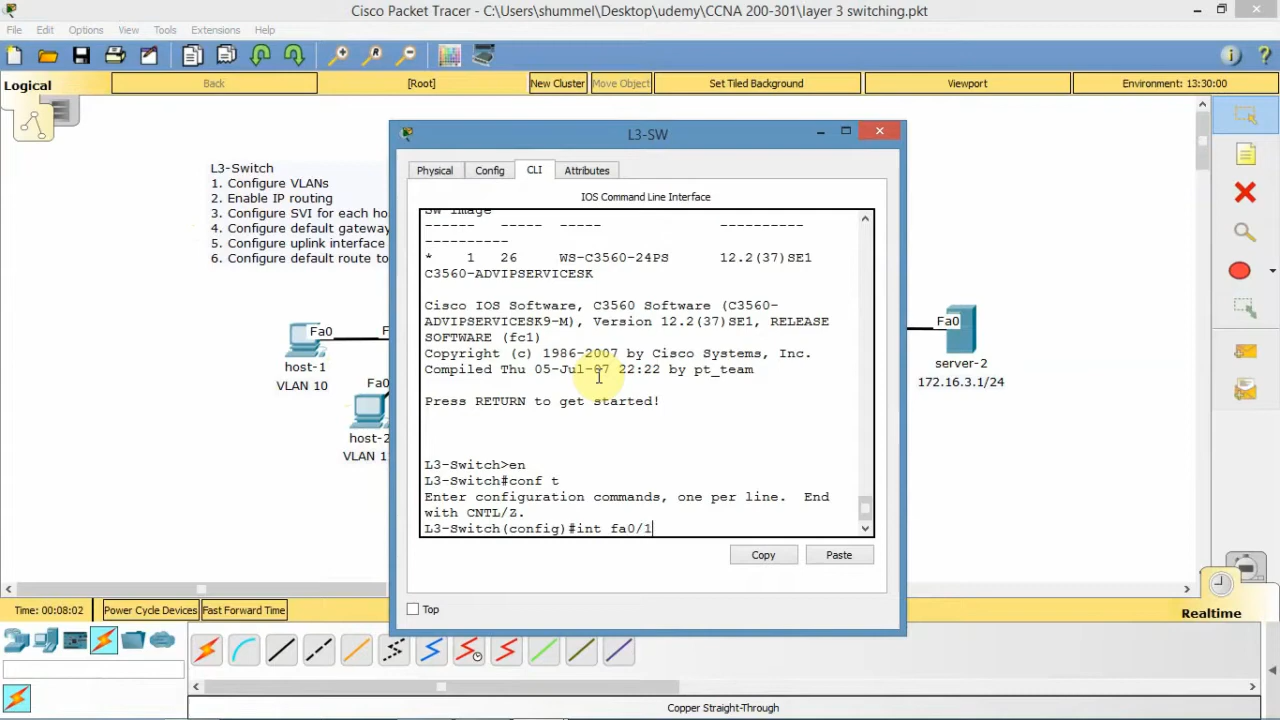 Cisco Packet Tracer - C:\Users\shummel\Desktop\udemy\CCNA 200-301\layer 3 switching.pkt
File Edit Options View Tools Extensions Help
Logical Back [Root] New Cluster Move Object Set Tiled Background Viewport Environment: 13:30:00
L3-Switch
1. Configure VLANs
2. Enable IP routing
3. Configure SVI for each ho
4. Configure default gateway
5. Configure uplink interface
6. Configure default route to
Fa0 F
host-1
VLAN 10
Fa0
host-2
VLAN 1
L3-SW
Physical Config CLI Attributes
IOS Command Line Interface
SW Image
------ ----- ----- ----------
----------
* 1 26 WS-C3560-24PS 12.2(37)SE1
C3560-ADVIPSERVICESK
Cisco IOS Software, C3560 Software (C3560-
ADVIPSERVICESK9-M), Version 12.2(37)SE1, RELEASE
SOFTWARE (fc1)
Copyright (c) 1986-2007 by Cisco Systems, Inc.
Compiled Thu 05-Jul-07 22:22 by pt_team
Press RETURN to get started!
L3-Switch>en
L3-Switch#conf t
Enter configuration commands, one per line. End
with CNTL/Z.
L3-Switch(config)#int fa0/1
Copy Paste
Top
Fa0
server-2
172.16.3.1/24
Time: 00:08:02 Power Cycle Devices Fast Forward Time
Realtime
Copper Straight-Through